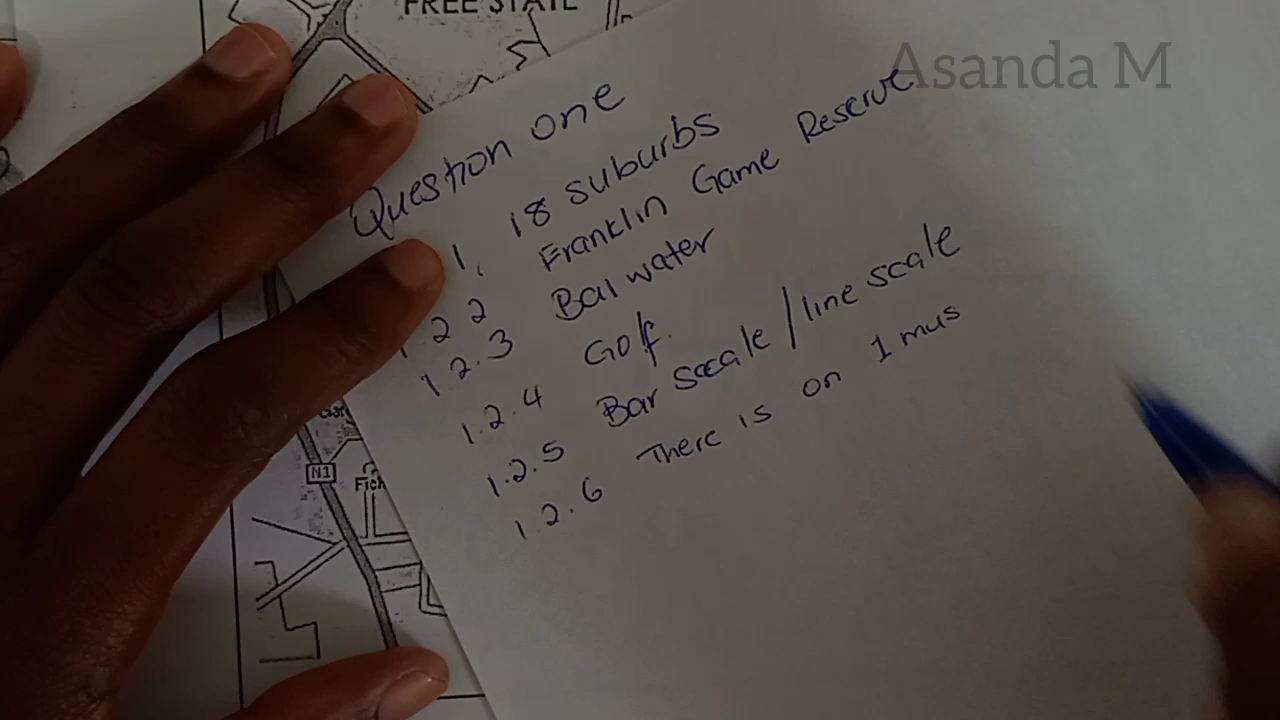 FREE STATE
Asanda M
Question one
1. 18 suburbs
1 2 2 Franklin Game Reserve
1 2.3 Bai water
1.2.4 Golf.
1.2.5 Bar scale / line scale
1 2.6 There is on 1 mus
N1
Fich